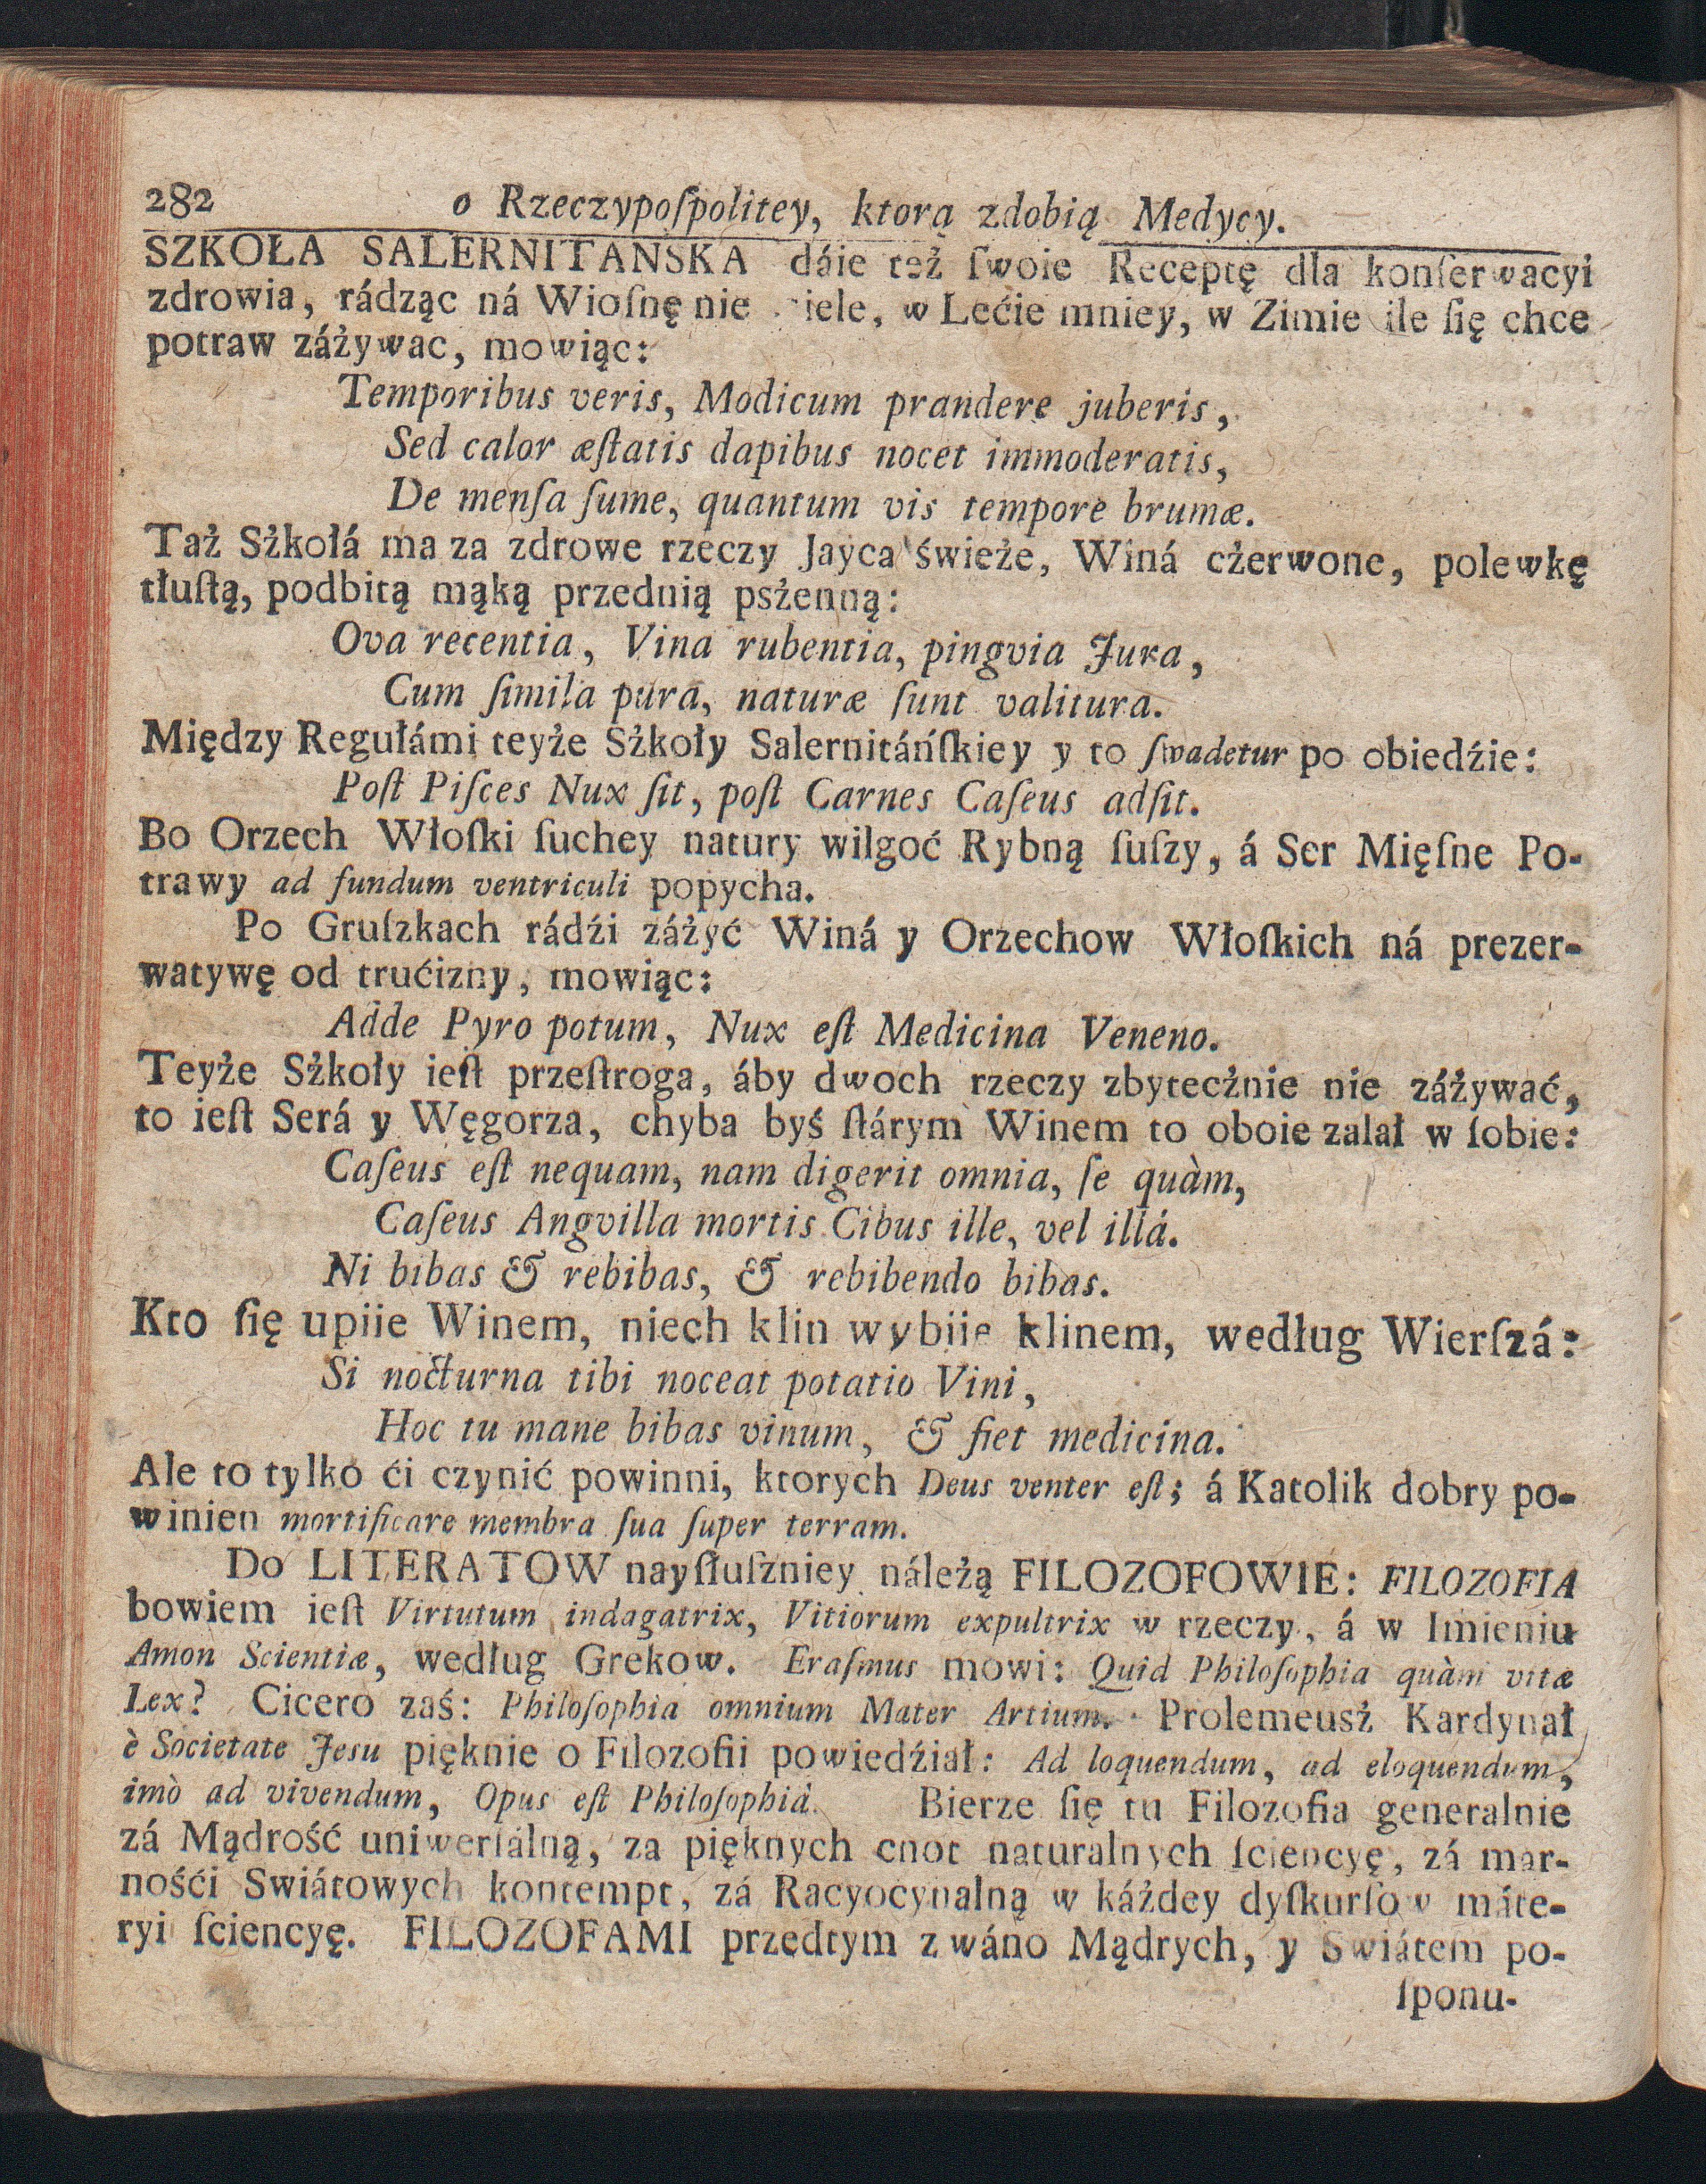 282 o Rzeczypoſpolitey, ktorą zdobią Medycy.
SZKOŁA SALERNITANSKA dáie też ſwoie Receptę dla konſerwacyi
zdrowia, rádząc ná Wioſnę nie iele, w Lećie mniey, w Zimie ile ſię chce
potraw záżywac, mowiąc:
Temporibus veris, Modicum prandere juberis,
Sed calor æſtatis dapibus nocet immoderatis,
De menſa ſume, quantum vis tempore brumæ.
Taż Sżkołá ma za zdrowe rzeczy Jayca świeże, Winá cżerwone, polewkę
tłuſtą, podbitą mąką przednią psżenną:
Ova recentia, Vina rubentia, pingvia Jura,
Cum ſimila pura, naturæ ſunt valitura.
Między Regułámi teyże Sżkoły Salernitáńſkiey y to ſwadetur po obiedźie:
Poſt Piſces Nux ſit, poſt Carnes Caſeus adſit.
Bo Orzech Włoſki ſuchey natury wilgoć Rybną ſuſzy, á Ser Mięſne Po-
trawy ad fundum ventriculi popycha.
Po Gruſzkach rádźi záżyć Winá y Orzechow Włoſkich ná prezer-
watywę od trućizny, mowiąc:
Adde Pyro potum, Nux eſt Medicina Veneno.
Teyże Sżkoły ieſt przeſtroga, áby dwoch rzeczy zbytecżnie nie záżywać,
to ieſt Será y Węgorza, chyba byś ſtárym Winem to oboie zalał w ſobie:
Caſeus eſt nequam, nam digerit omnia, ſe quàm,
Caſeus Angvilla mortis Cibus ille, vel illá.
Ni bibas & rebibas, & rebibendo bibas.
Kto ſię upiie Winem, niech klin wybiie klinem, według Wierſzá:
Si nocturna tibi noceat potatio Vini,
Hoc tu mane bibas vinum, & fiet medicina.
Ale to tylko ći czynić powinni, ktorych Deus venter eſt; á Katolik dobry po-
winien mortificare membra ſua ſuper terram.
Do LITERATOW nayſłuſzniey náleżą FILOZOFOWIE: FILOZOFIA
bowiem ieſt Virtutum indagatrix, Vitiorum expultrix w rzeczy, á w Imieniu
Amon Scientiæ, według Grekow. Eraſmus mowi: Quid Philoſophia quàm vitæ
Lex? Cicero zaś: Philoſophia omnium Mater Artium. Ptolemeusż Kardynał
è Societate Jesu pięknie o Filozofii powiedźiał: Ad loquendum, ad eloquendum,
imò ad vivendum, Opus eſt Philoſophiá. Bierze ſię tu Filozofia generalnie
zá Mądrość uniwerſálną, za pięknych cnot naturalnych ſciencyę, zá mar-
nośći Swiátowych kontempt, zá Racyocynalną w káżdey dyſkurſow máte-
ryi ſciencyę. FILOZOFAMI przedtym zwáno Mądrych, y Swiátem po-
ſponu-